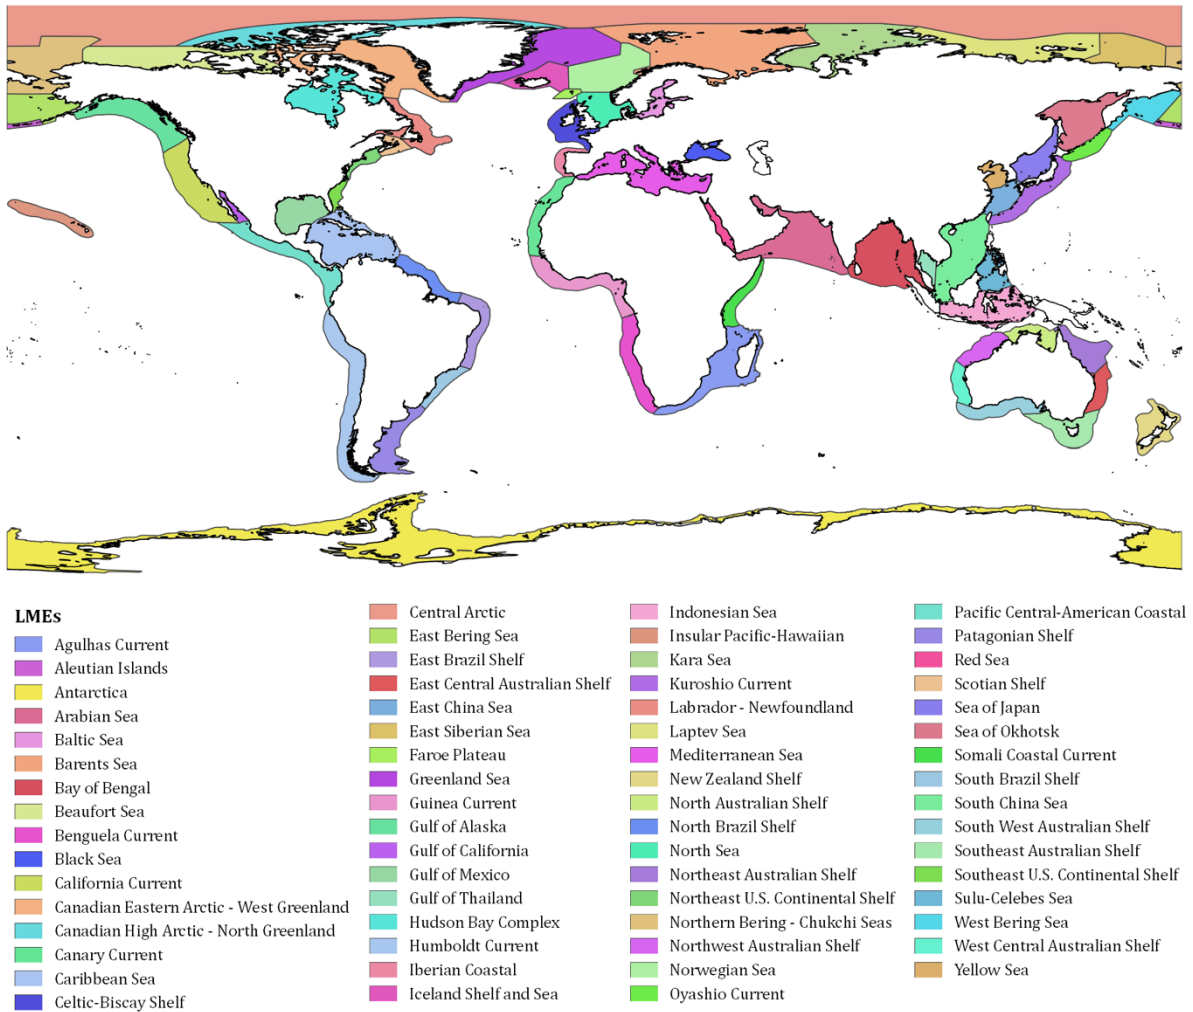 LMEs
Agulhas Current
Aleutian Islands
Antarctica
Arabian Sea
Baltic Sea
Barents Sea
Bay of Bengal
Beaufort Sea
Benguela Current
Black Sea
California Current
Canadian Eastern Arctic - West Greenland
Canadian High Arctic - North Greenland
Canary Current
Caribbean Sea
Celtic-Biscay Shelf
Central Arctic
East Bering Sea
East Brazil Shelf
East Central Australian Shelf
East China Sea
East Siberian Sea
Faroe Plateau
Greenland Sea
Guinea Current
Gulf of Alaska
Gulf of California
Gulf of Mexico
Gulf of Thailand
Hudson Bay Complex
Humboldt Current
Iberian Coastal
Iceland Shelf and Sea
Indonesian Sea
Insular Pacific-Hawaiian
Kara Sea
Kuroshio Current
Labrador - Newfoundland
Laptev Sea
Mediterranean Sea
New Zealand Shelf
North Australian Shelf
North Brazil Shelf
North Sea
Northeast Australian Shelf
Northeast U.S. Continental Shelf
Northern Bering - Chukchi Seas
Northwest Australian Shelf
Norwegian Sea
Oyashio Current
Pacific Central-American Coastal
Patagonian Shelf
Red Sea
Scotian Shelf
Sea of Japan
Sea of Okhotsk
Somali Coastal Current
South Brazil Shelf
South China Sea
South West Australian Shelf
Southeast Australian Shelf
Southeast U.S. Continental Shelf
Sulu-Celebes Sea
West Bering Sea
West Central Australian Shelf
Yellow Sea